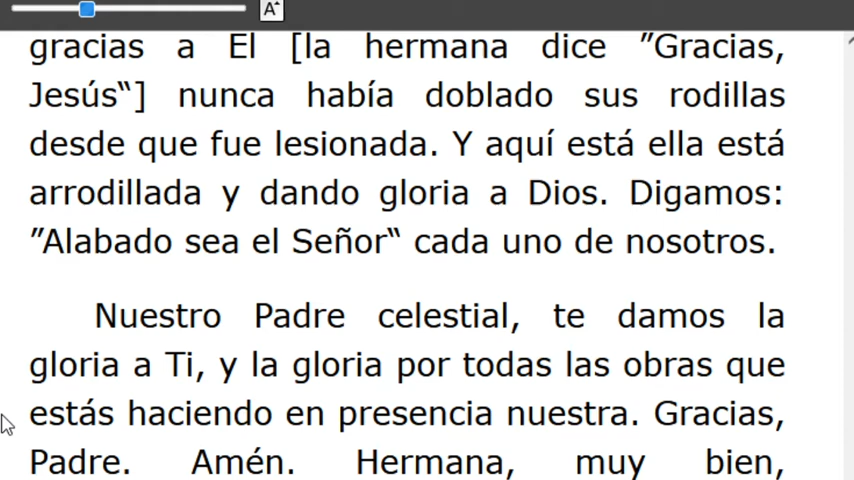 A
gracias a El [la hermana dice ”Gracias,
Jesús‟] nunca había doblado sus rodillas
desde que fue lesionada. Y aquí está ella está
arrodillada y dando gloria a Dios. Digamos:
”Alabado sea el Señor‟ cada uno de nosotros.
Nuestro Padre celestial, te damos la
gloria a Ti, y la gloria por todas las obras que
estás haciendo en presencia nuestra. Gracias,
Padre. Amén. Hermana, muy bien,